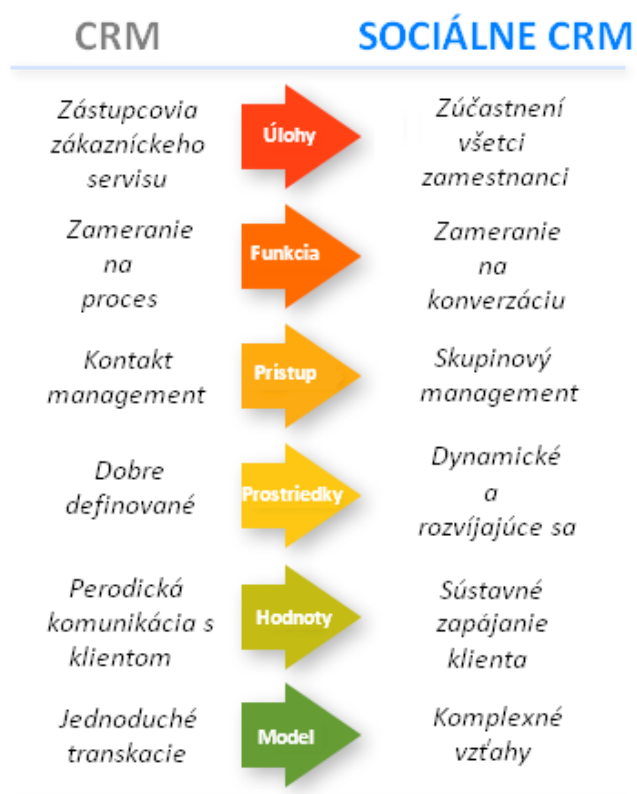 CRM
SOCIÁLNE CRM
Zástupcovia
zákazníckeho
servisu
Úlohy
Zúčastnení
všetci
zamestnanci
Zameranie
na
proces
Funkcia
Zameranie
na
konverzáciu
Kontakt
management
Prístup
Skupinový
management
Dobre
definované
Prostriedky
Dynamické
a
rozvíjajúce sa
Perodická
komunikácia s
klientom
Hodnoty
Sústavné
zapájanie
klienta
Jednoduché
transkacie
Model
Komplexné
vzťahy